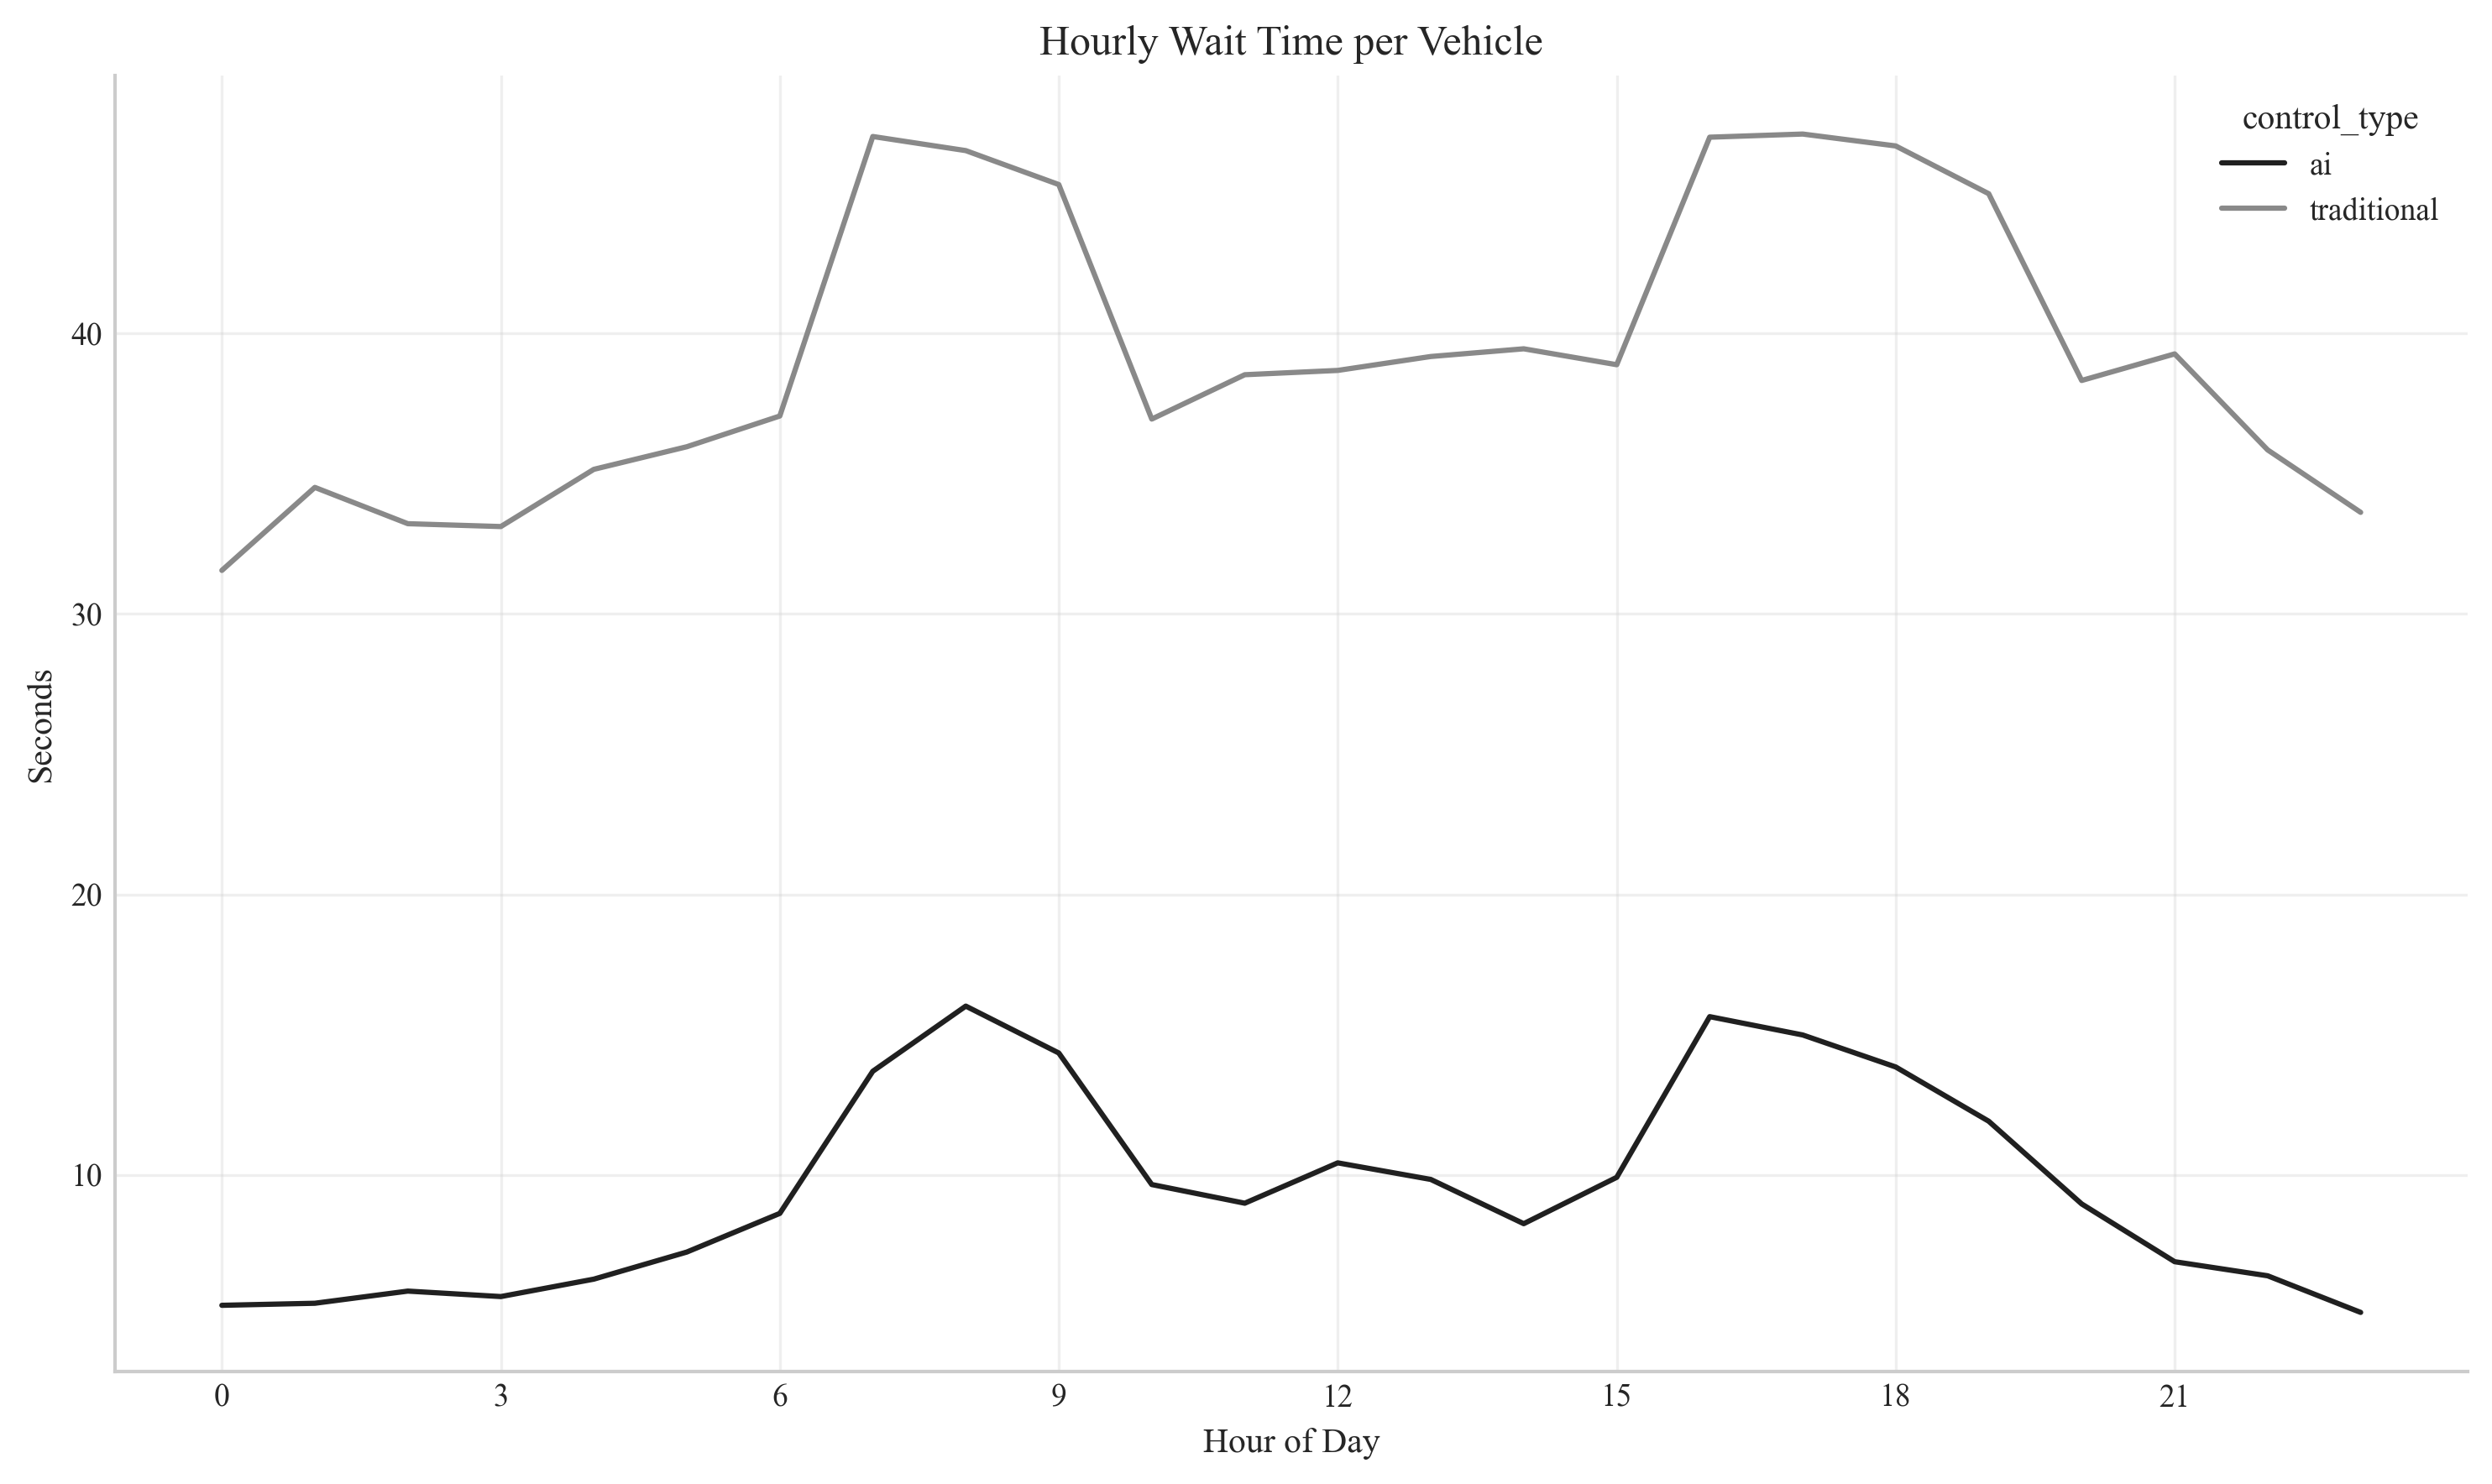 Hourly Wait Time per Vehicle
control_type
ai
traditional
40
30
20
10
Seconds
0 3 6 9 12 15 18 21
Hour of Day